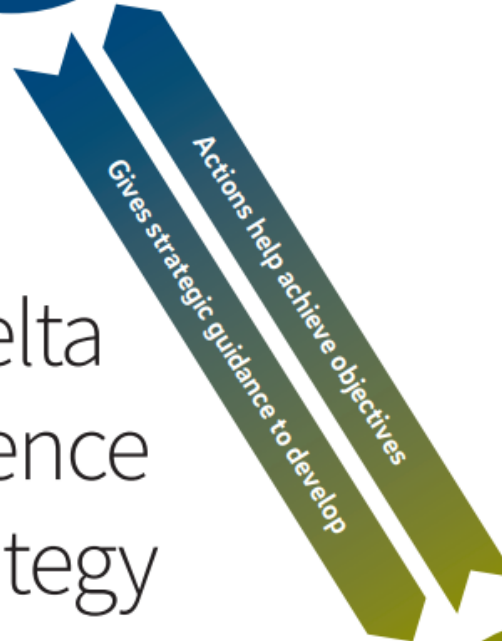 Actions help achieve objectives
Gives strategic guidance to develop
elta
ence
tegy